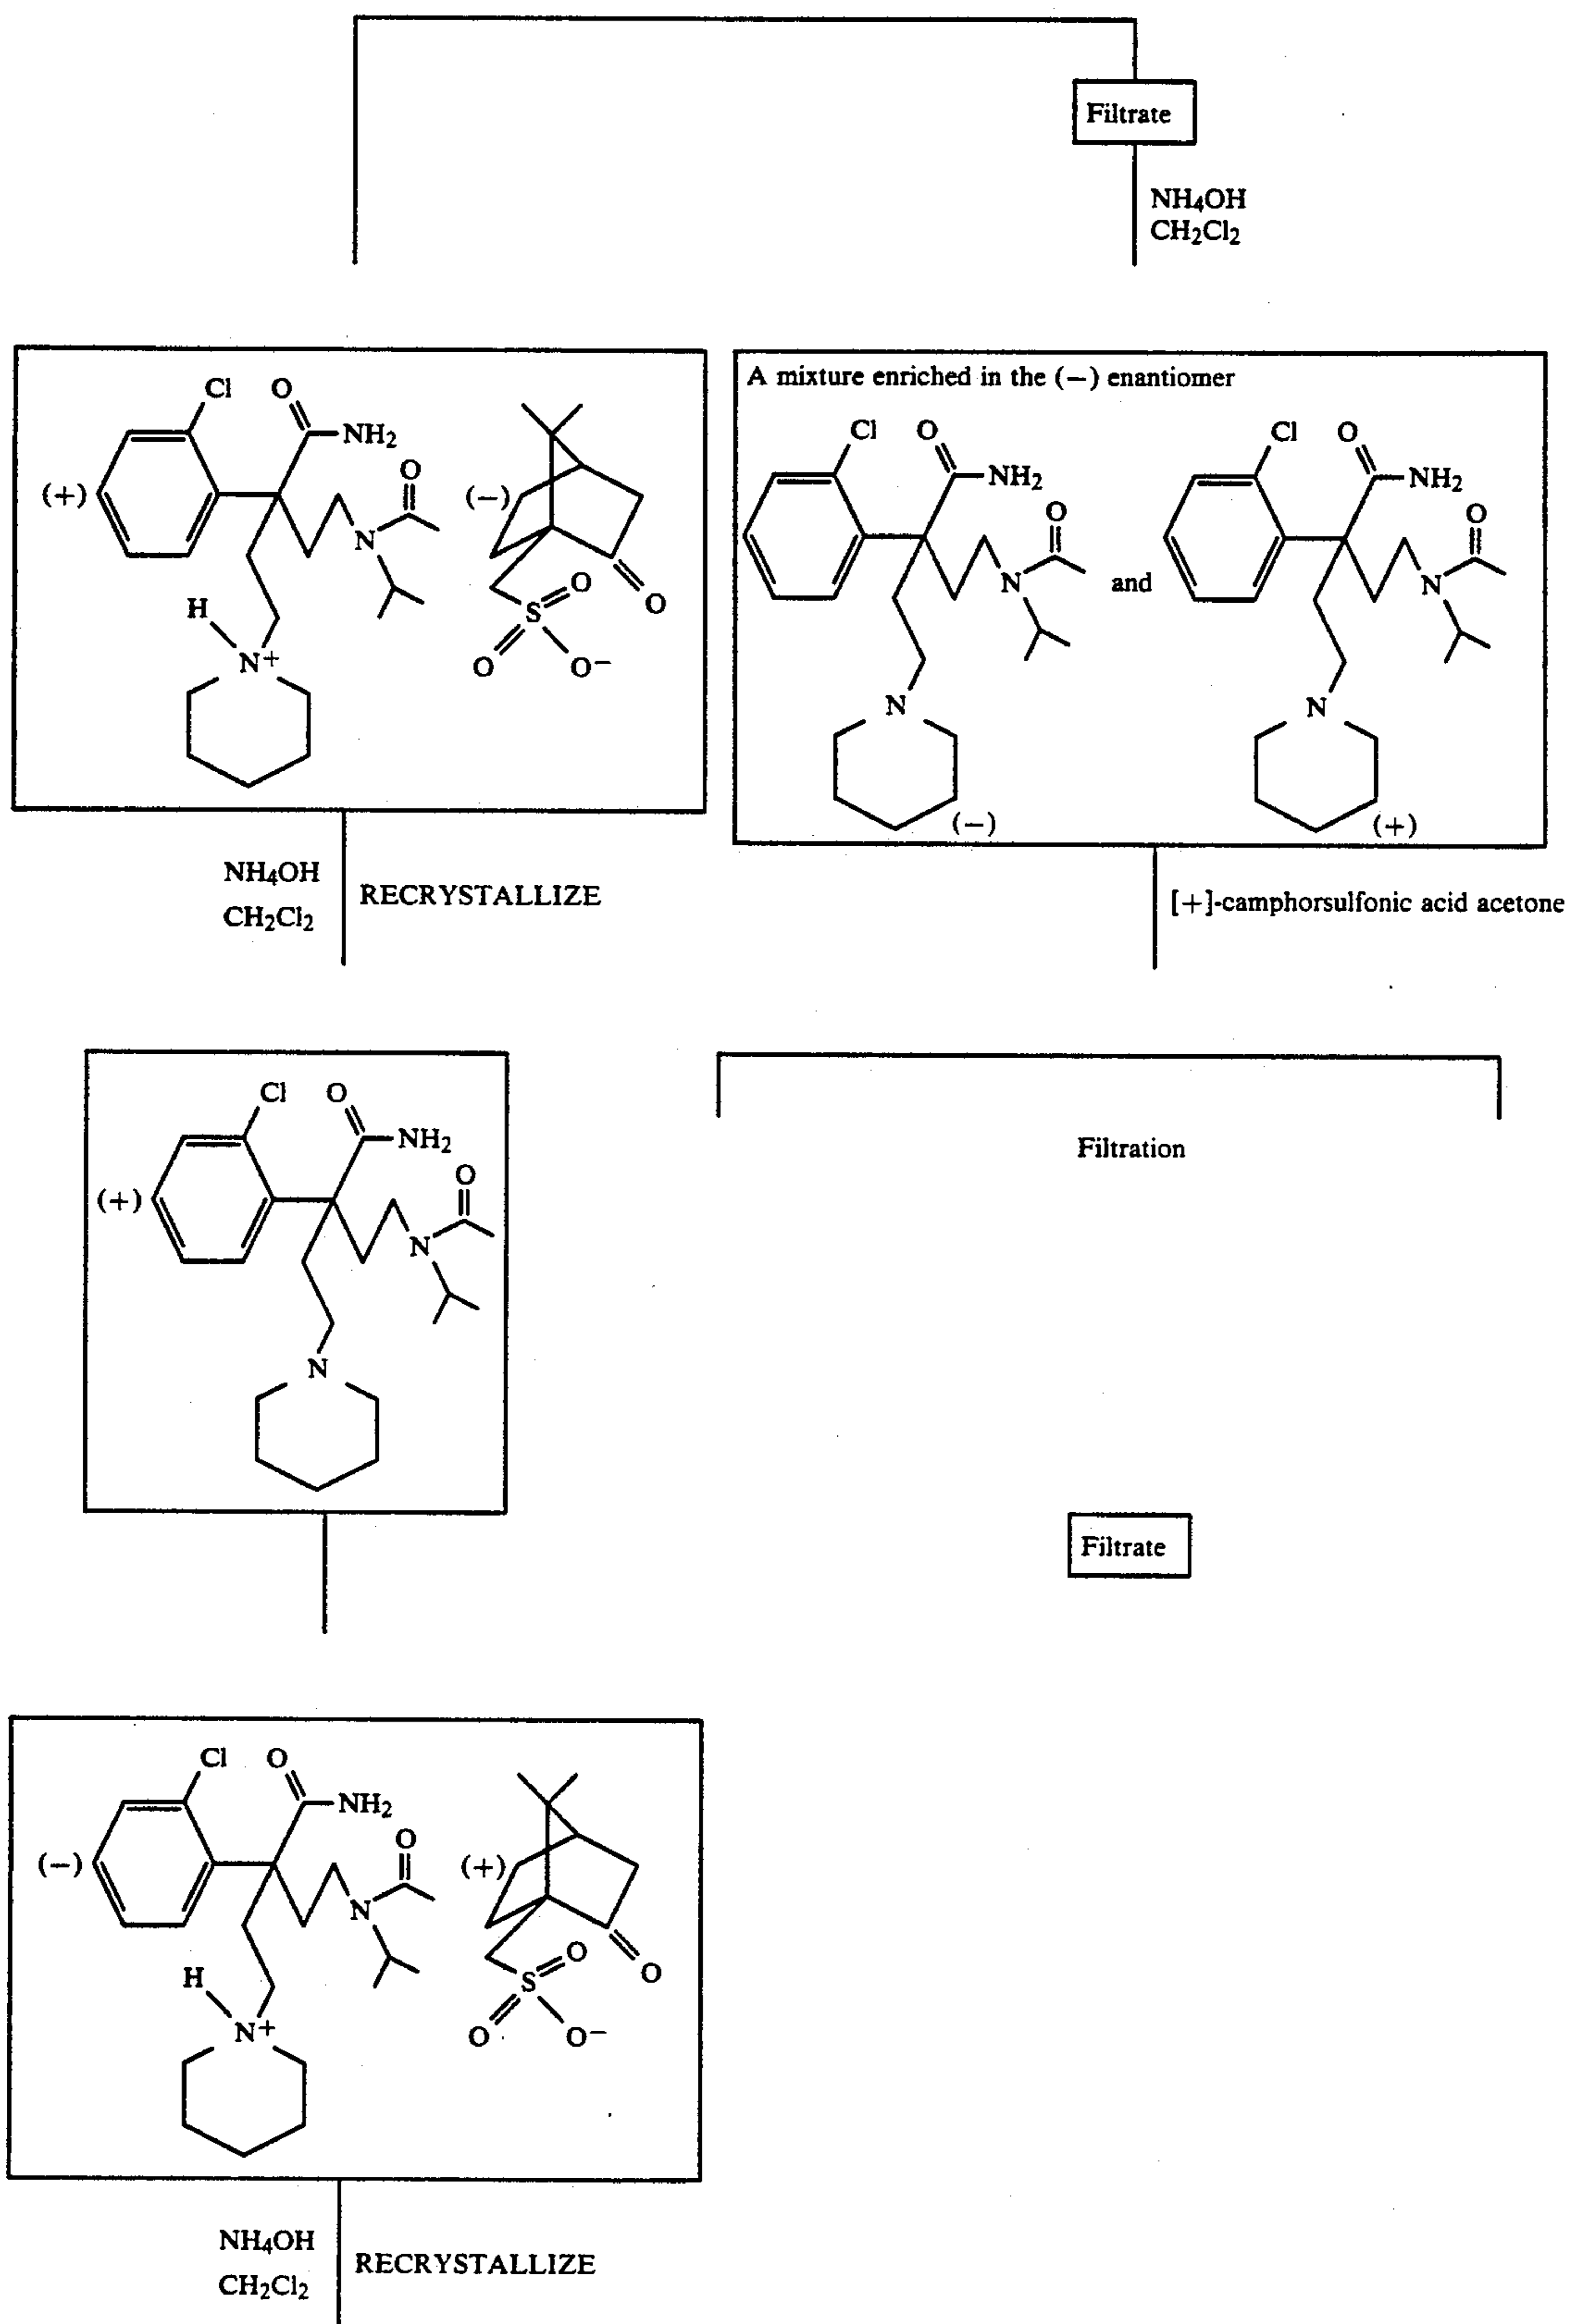 Filtrate
NH4OH
CH2Cl2
Cl O
NH2
(+)
O
N
H
N+
(−)
O
S
O
O
O−
A mixture enriched in the (−) enantiomer
Cl O
NH2
O
N
N
(−)
and
Cl O
NH2
O
N
N
(+)
NH4OH
CH2Cl2
RECRYSTALLIZE
[+]-camphorsulfonic acid acetone
Cl O
NH2
(+)
O
N
N
Filtration
Filtrate
Cl O
NH2
(−)
O
N
H
N+
(+)
O
S
O
O
O−
NH4OH
CH2Cl2
RECRYSTALLIZE